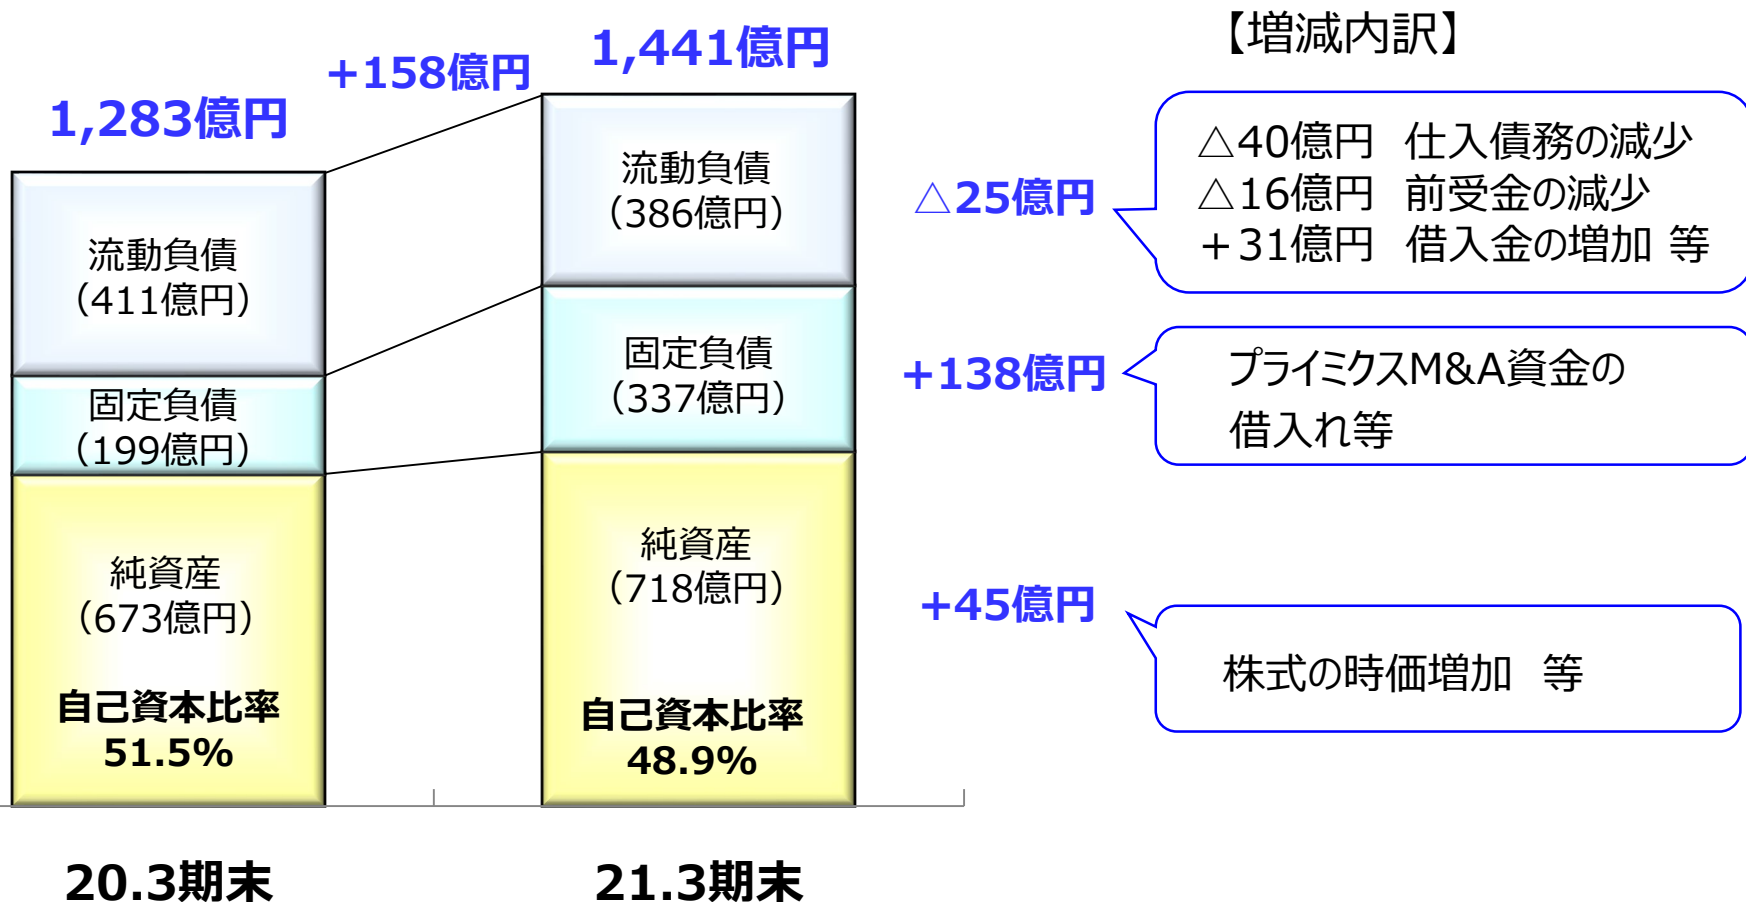 1,283億円
流動負債
（411億円）
固定負債
（199億円）
純資産
（673億円）
自己資本比率
51.5%
20.3期末
+158億円
1,441億円
流動負債
（386億円）
固定負債
（337億円）
純資産
（718億円）
自己資本比率
48.9%
21.3期末
【増減内訳】
△25億円
△40億円　仕入債務の減少
△16億円　前受金の減少
＋31億円　借入金の増加 等
+138億円
プライミクスM&A資金の
借入れ等
+45億円
株式の時価増加　等